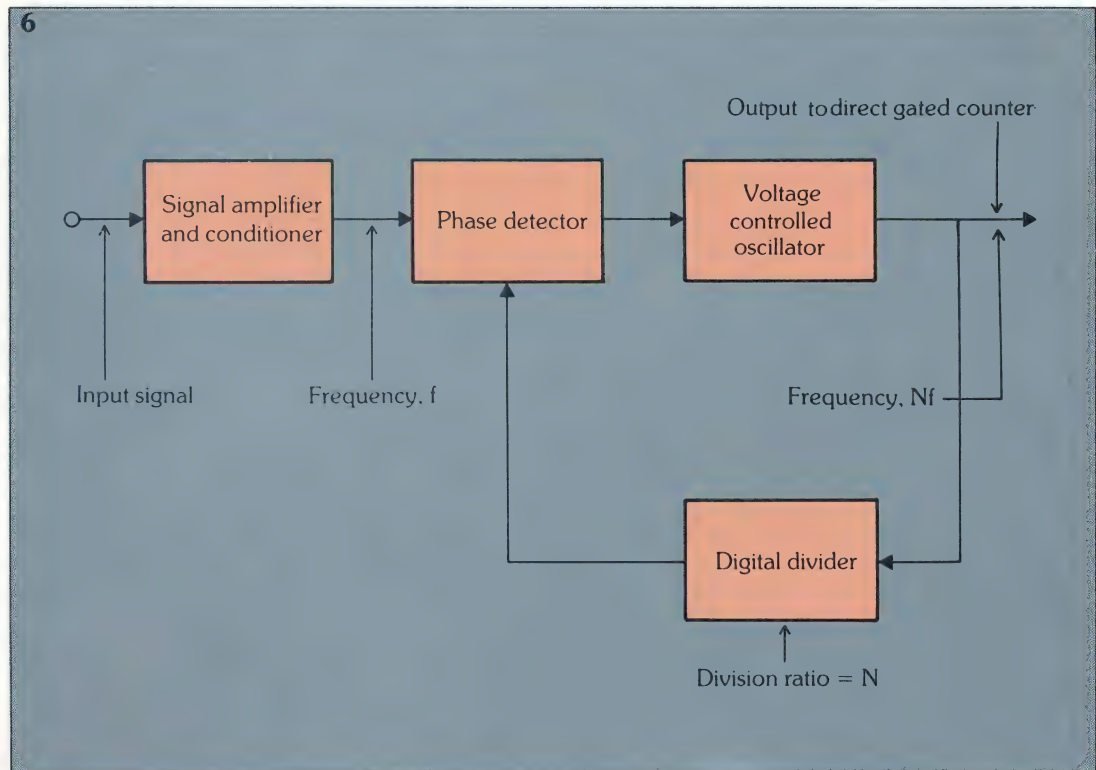 6
Output to direct gated counter
Signal amplifier
and conditioner
Phase detector
Voltage
controlled
oscillator
Input signal
Frequency, f
Frequency, Nf
Digital divider
Division ratio = N